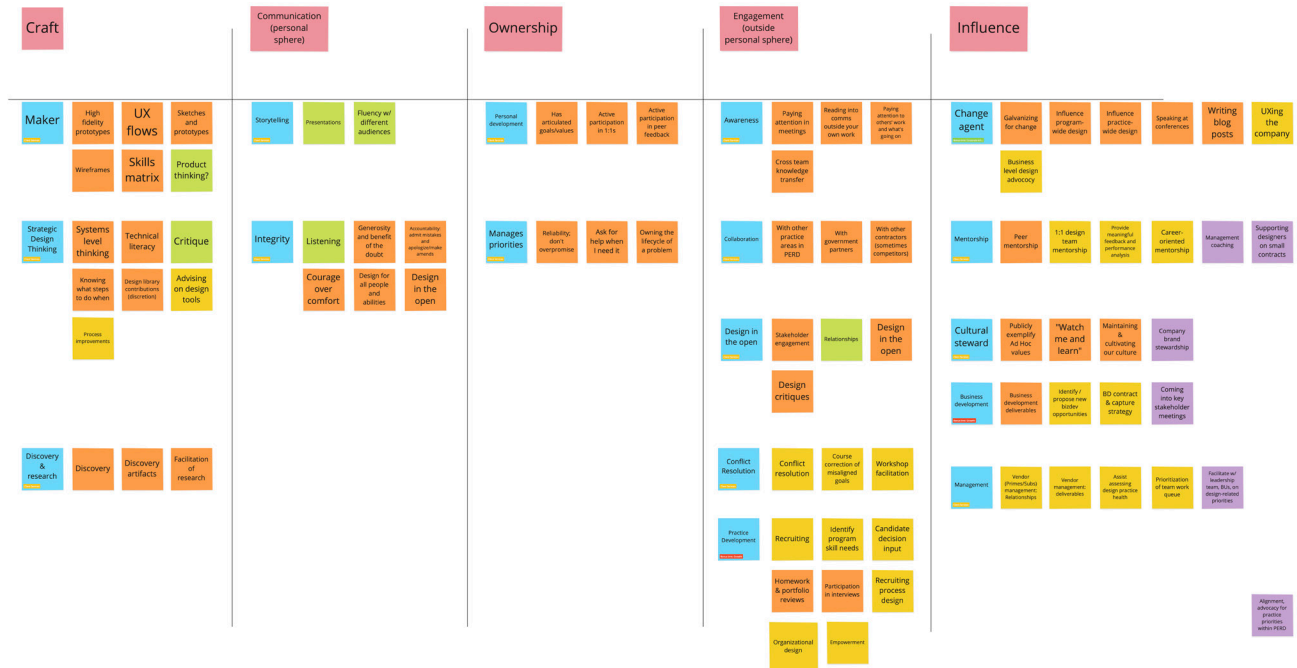 Craft
Communication
(personal
sphere)
Ownership
Engagement
(outside
personal sphere)
Influence
Maker
High
fidelity
prototypes
UX
flows
Sketches
and
prototypes
Wireframes
Skills
matrix
Product
thinking?
Strategic
Design
Thinking
Systems
level
thinking
Technical
literacy
Critique
Knowing
what steps
to do when
Design library
contributions
(discretion)
Advising
on design
tools
Process
improvements
Discovery
&
research
Discovery
Discovery
artifacts
Facilitation
of
research
Storytelling
Presentations
Fluency w/
different
audiences
Integrity
Listening
Generosity
and benefit
of the
doubt
Accountability:
admit mistakes
and
apologize/make
amends
Courage
over
comfort
Design for
all people
and
abilities
Design in
the open
Personal
development
Has
articulated
goals/values
Active
participation
in 1:1s
Active
participation
in peer
feedback
Manages
priorities
Reliability;
don't
overpromise
Ask for
help when
I need it
Owning the
lifecycle of
a problem
Awareness
Paying
attention in
meetings
Reading into
comms
outside your
own work
Paying
attention to
others' work
and what's
going on
Cross team
knowledge
transfer
Collaboration
With other
practice
areas in
PERD
With
government
partners
With other
contractors
(sometimes
competitors)
Design in
the open
Stakeholder
engagement
Relationships
Design in
the open
Design
critiques
Conflict
Resolution
Conflict
resolution
Course
correction of
misaligned
goals
Workshop
facilitation
Practice
Development
Recruiting
Identify
program
skill needs
Candidate
decision
input
Homework
& portfolio
reviews
Participation
in interviews
Recruiting
process
design
Organizational
design
Empowerment
Change
agent
Galvanizing
for change
Influence
program-
wide design
Influence
practice-
wide design
Speaking at
conferences
Writing
blog
posts
UXing
the
company
Business
level design
advococy
Mentorship
Peer
mentorship
1:1 design
team
mentorship
Provide
meaningful
feedback and
performance
analysis
Career-
oriented
mentorship
Management
coaching
Supporting
designers
on small
contracts
Cultural
steward
Publicly
exemplify
Ad Hoc
values
"Watch
me and
learn"
Maintaining
&
cultivating
our culture
Company
brand
stewardship
Business
development
Business
development
deliverables
Identify /
propose new
bizdev
opportunities
BD contract
& capture
strategy
Coming
into key
stakeholder
meetings
Management
Vendor
(Primes/Subs)
management;
Relationships
Vendor
management:
deliverables
Assist
assessing
design practice
health
Prioritization
of team work
queue
Facilitate w/
leadership
team, BUs, on
design-related
priorities
Alignment,
advocacy for
practice
priorities
within PERD